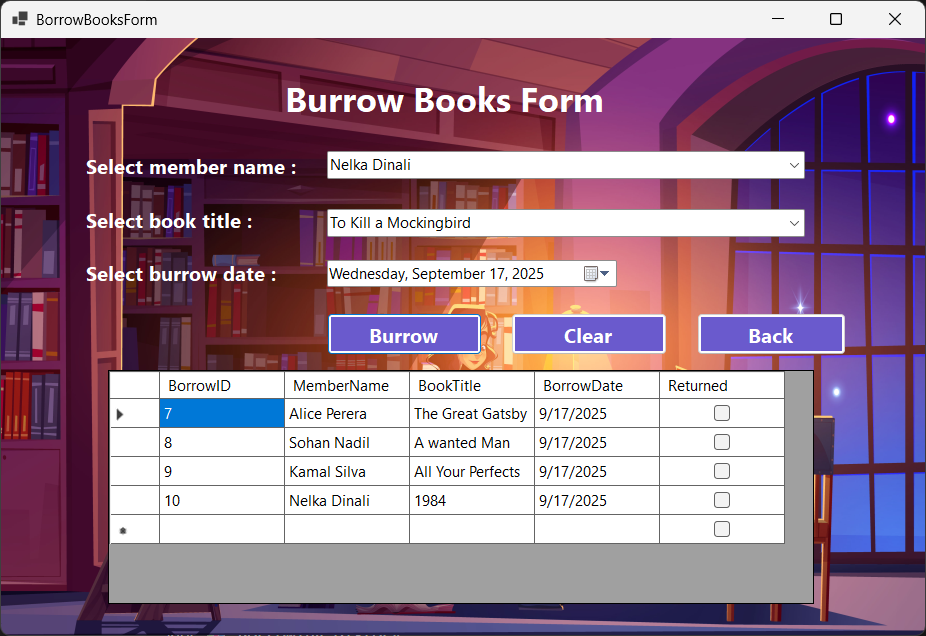 BorrowBooksForm
Burrow Books Form
Select member name : Nelka Dinali
Select book title : To Kill a Mockingbird
Select burrow date : Wednesday, September 17, 2025
Burrow Clear Back
BorrowID MemberName BookTitle BorrowDate Returned
7 Alice Perera The Great Gatsby 9/17/2025
8 Sohan Nadil A wanted Man 9/17/2025
9 Kamal Silva All Your Perfects 9/17/2025
10 Nelka Dinali 1984 9/17/2025